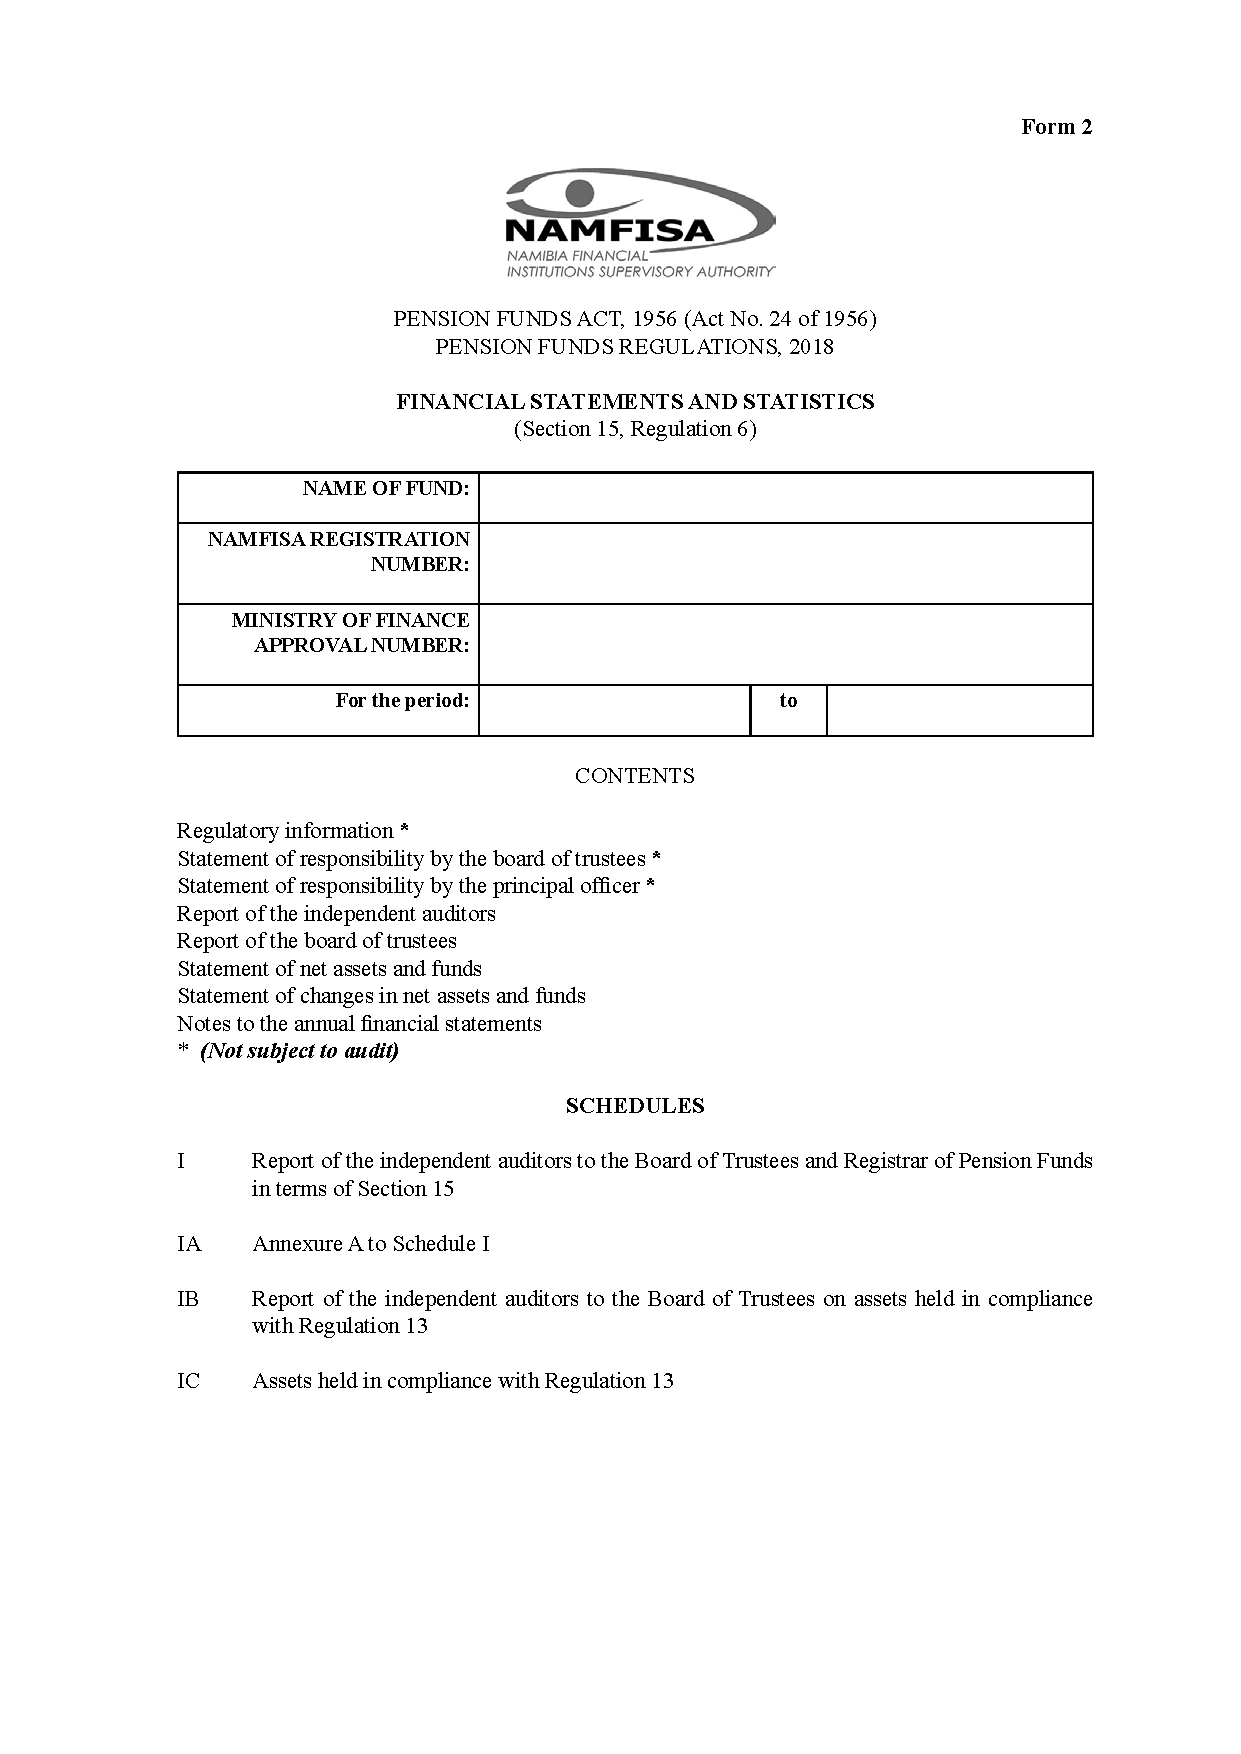 Form 2
NAMFISA
NAMIBIA FINANCIAL
INSTITUTIONS SUPERVISORY AUTHORITY
PENSION FUNDS ACT, 1956 (Act No. 24 of 1956)
PENSION FUNDS REGULATIONS, 2018
FINANCIAL STATEMENTS AND STATISTICS
(Section 15, Regulation 6)
NAME OF FUND:
NAMFISA REGISTRATION
NUMBER:
MINISTRY OF FINANCE
APPROVAL NUMBER:
For the period: to
CONTENTS
Regulatory information *
Statement of responsibility by the board of trustees *
Statement of responsibility by the principal officer *
Report of the independent auditors
Report of the board of trustees
Statement of net assets and funds
Statement of changes in net assets and funds
Notes to the annual financial statements
* (Not subject to audit)
SCHEDULES
I Report of the independent auditors to the Board of Trustees and Registrar of Pension Funds
in terms of Section 15
IA Annexure A to Schedule I
IB Report of the independent auditors to the Board of Trustees on assets held in compliance
with Regulation 13
IC Assets held in compliance with Regulation 13